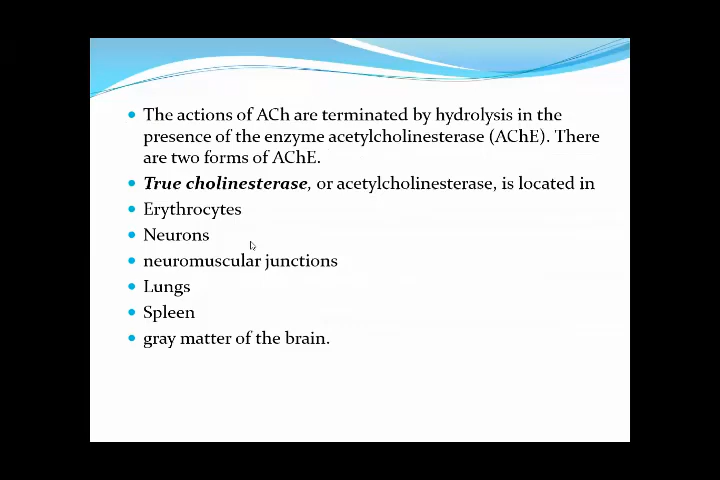 The actions of ACh are terminated by hydrolysis in the
presence of the enzyme acetylcholinesterase (AChE). There
are two forms of AChE.
True cholinesterase, or acetylcholinesterase, is located in
Erythrocytes
Neurons
neuromuscular junctions
Lungs
Spleen
gray matter of the brain.